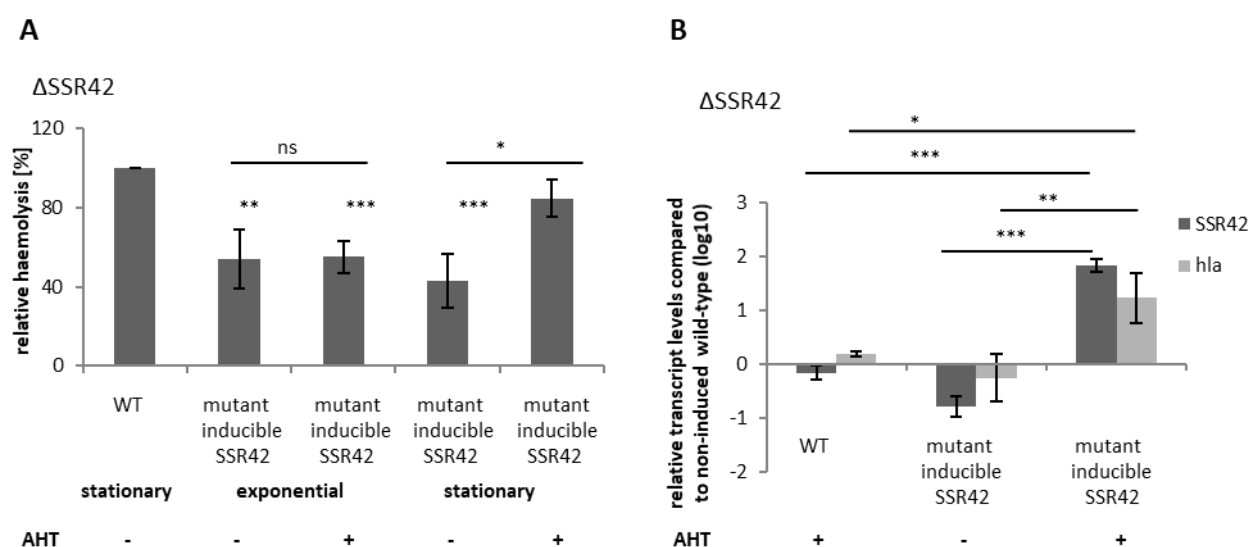 A
ΔSSR42
relative haemolysis [%]
120
80
40
0
ns
*
**
***
***
WT
mutant
inducible
SSR42
mutant
inducible
SSR42
mutant
inducible
SSR42
mutant
inducible
SSR42
stationary
exponential
stationary
AHT
-
-
+
-
+
B
ΔSSR42
relative transcript levels compared
to non-induced wild-type (log10)
3
2
1
0
-1
-2
*
***
**
***
SSR42
hla
WT
mutant
inducible
SSR42
mutant
inducible
SSR42
AHT
+
-
+